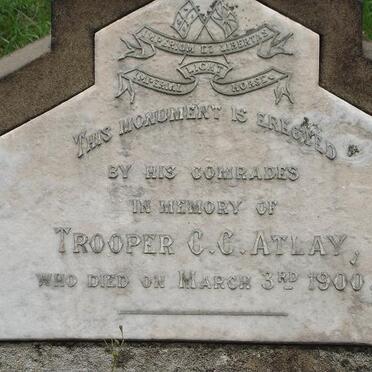 IMPERIUM ET LIBERTAS
LIGHT
IMPERIAL HORSE
THIS MONUMENT IS ERECTED
BY HIS COMRADES
IN MEMORY OF
TROOPER C. C. ATLAY,
WHO DIED ON MARCH 3RD 1900